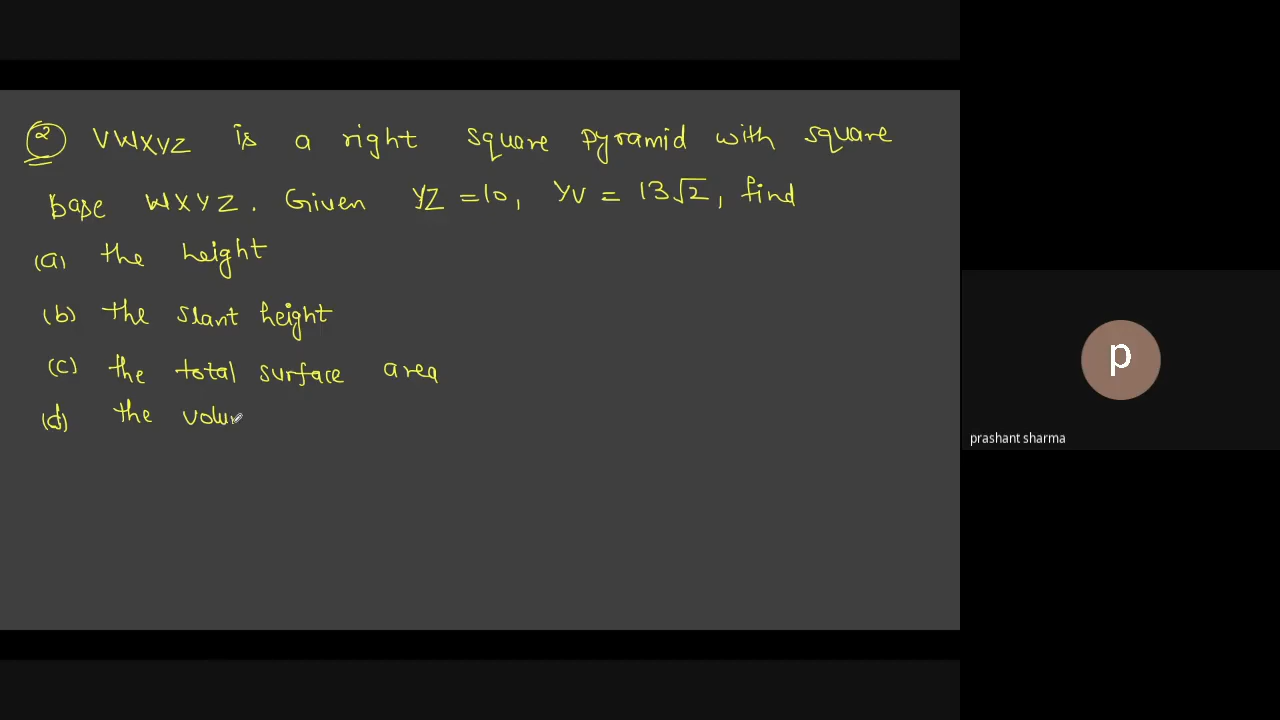 ② VWXYZ is a right square pyramid with square
base WXYZ. Given YZ = 10, YV = 13√2, find
(a) the height
(b) the slant height
(c) the total surface area
(d) the volu
p
prashant sharma